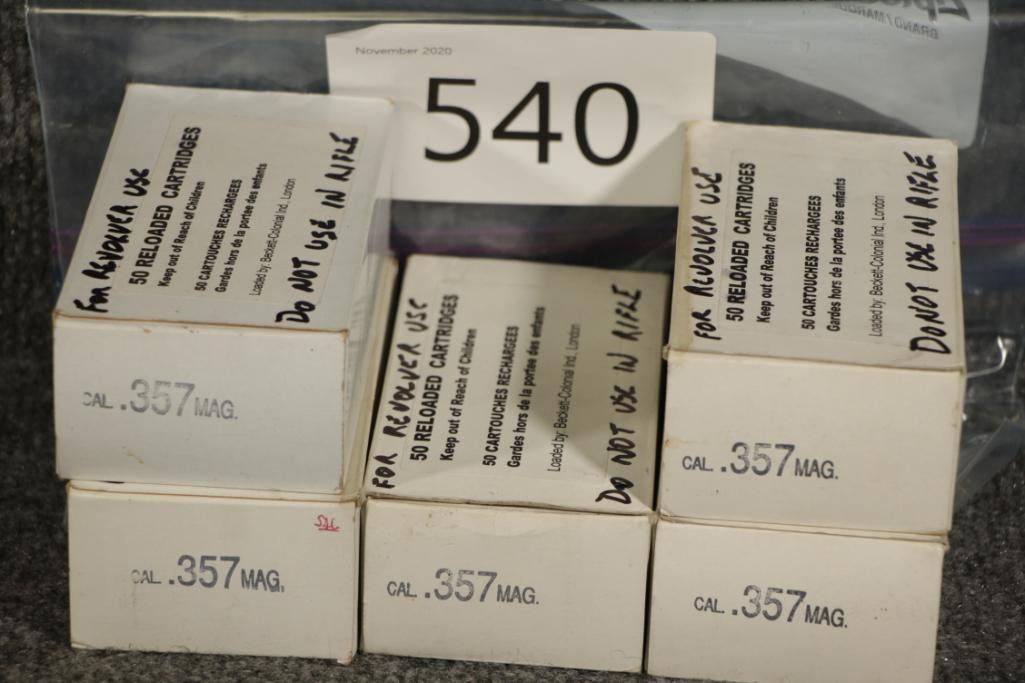 November 2020
540
BRAND/MARQUE
FOR REVOLVER USE
50 RELOADED CARTRIDGES
Keep out of Reach of Children
50 CARTOUCHES RECHARGEES
Gardes hors de la portee des enfants
Loaded by: Beckett-Colonial Ind., London
DO NOT USE IN RIFLE
CAL .357 MAG.
FOR REVOLVER USE
50 RELOADED CARTRIDGES
Keep out of Reach of Children
50 CARTOUCHES RECHARGEES
Gardes hors de la portee des enfants
Loaded by: Beckett-Colonial Ind., London
DO NOT USE IN RIFLE
CAL .357 MAG.
FOR REVOLVER USE
50 RELOADED CARTRIDGES
Keep out of Reach of Children
50 CARTOUCHES RECHARGEES
Gardes hors de la portee des enfants
Loaded by: Beckett-Colonial Ind., London
DO NOT USE IN RIFLE
CAL .357 MAG.
CAL .357 MAG.
CAL .357 MAG.